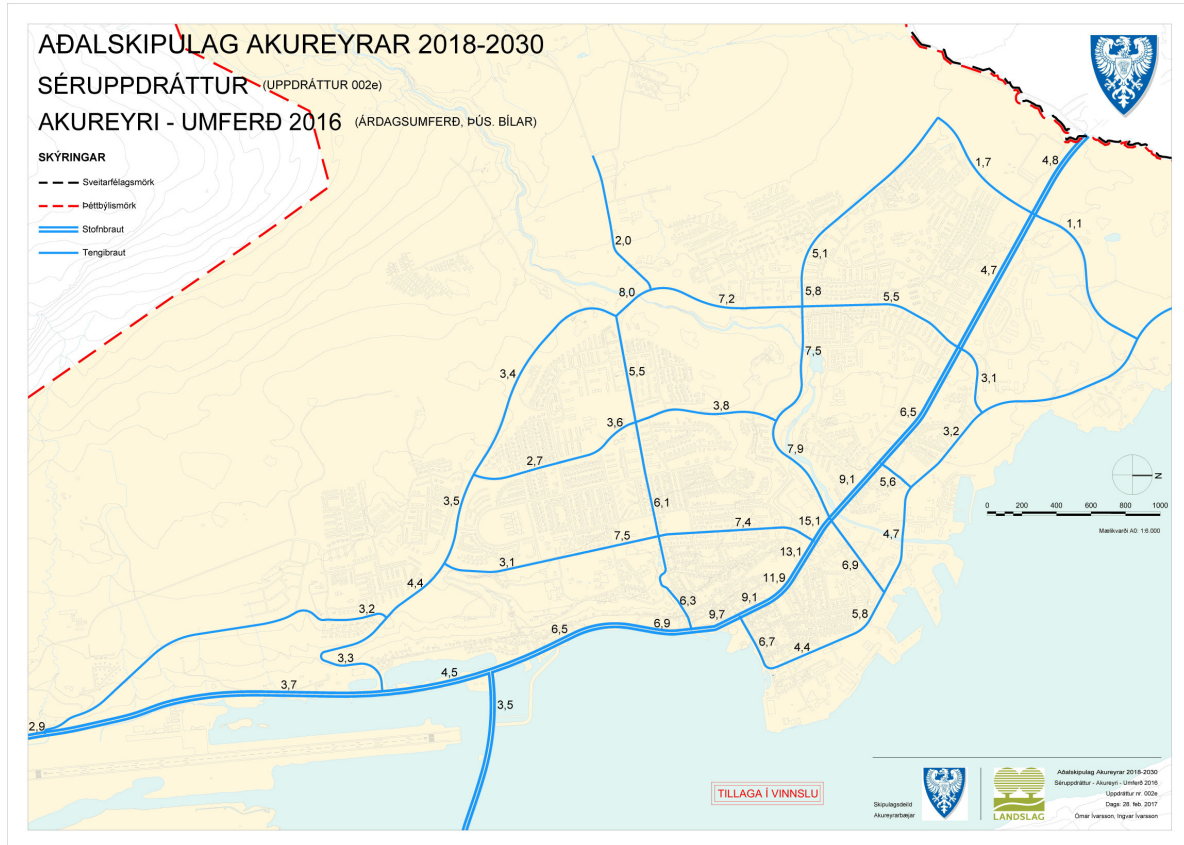 AÐALSKIPULAG AKUREYRAR 2018-2030
SÉRUPPDRÁTTUR (UPPDRÁTTUR 002e)
AKUREYRI - UMFERÐ 2016 (ÁRDAGSUMFERÐ, ÞÚS. BÍLAR)
SKÝRINGAR
Sveitarfélagsmörk
Þéttbýlismörk
Stofnbraut
Tengibraut
4,8
1,7
1,1
2,0
5,1
4,7
8,0
7,2
5,8
5,5
7,5
3,4
5,5
3,1
3,8
3,6
6,5
3,2
2,7
7,9
9,1
5,6
3,5
6,1
7,4
15,1
7,5
4,7
13,1
3,1
6,9
4,4
11,9
9,1
6,3
3,2
9,7
5,8
6,5
6,9
6,7
4,4
3,3
4,5
3,7
3,5
2,9
N
0 200 400 600 800 1000
Mælikvarði A0: 1:6.000
TILLAGA Í VINNSLU
Skipulagsdeild
Akureyrarbæjar
LANDSLAG
Aðalskipulag Akureyrar 2018-2030
Séruppdráttur - Akureyri - Umferð 2016
Uppdráttur nr. 002e
Dags: 28. feb. 2017
Ómar Ívarsson, Ingvar Ívarsson